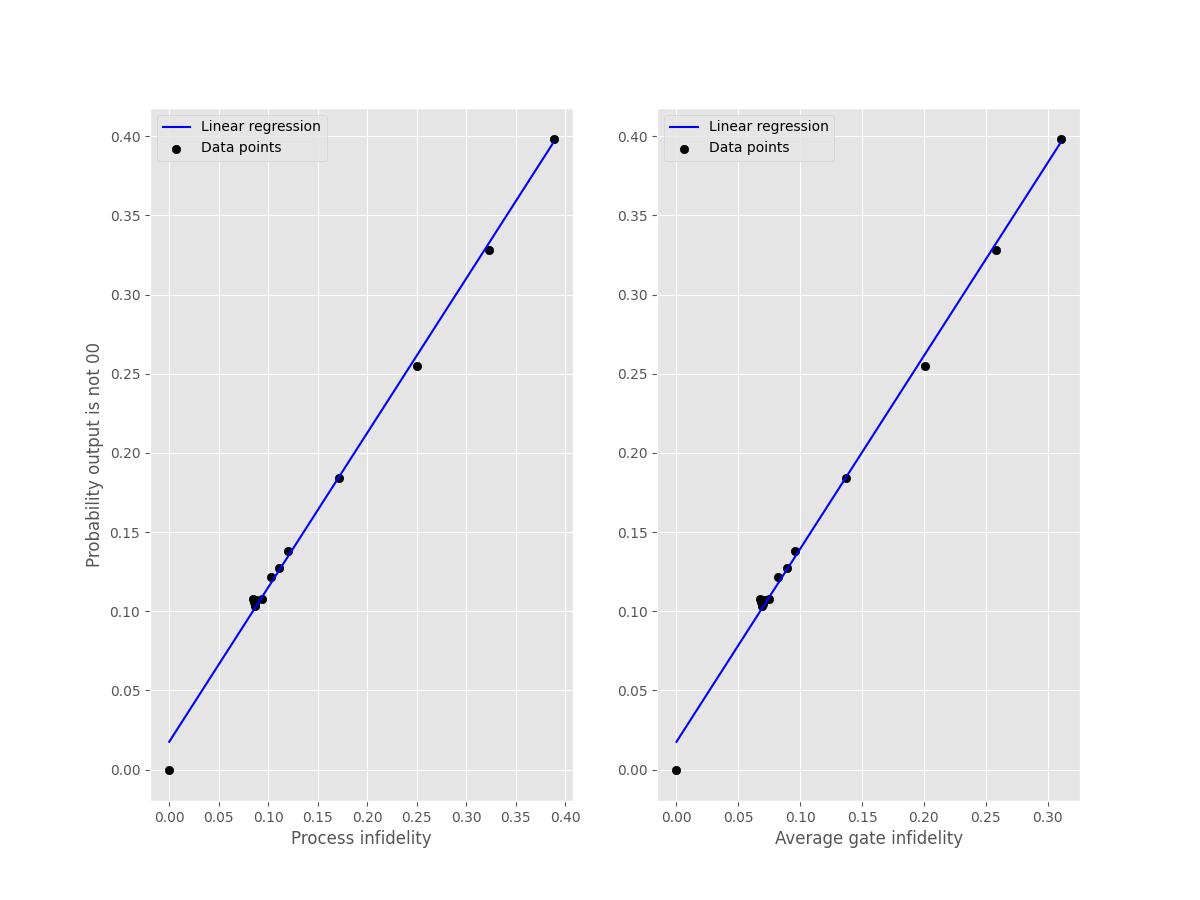 Linear regression
Data points
0.40
0.35
0.30
0.25
0.20
0.15
0.10
0.05
0.00
Probability output is not 00
0.00 0.05 0.10 0.15 0.20 0.25 0.30 0.35 0.40
Process infidelity
Linear regression
Data points
0.40
0.35
0.30
0.25
0.20
0.15
0.10
0.05
0.00
0.00 0.05 0.10 0.15 0.20 0.25 0.30
Average gate infidelity